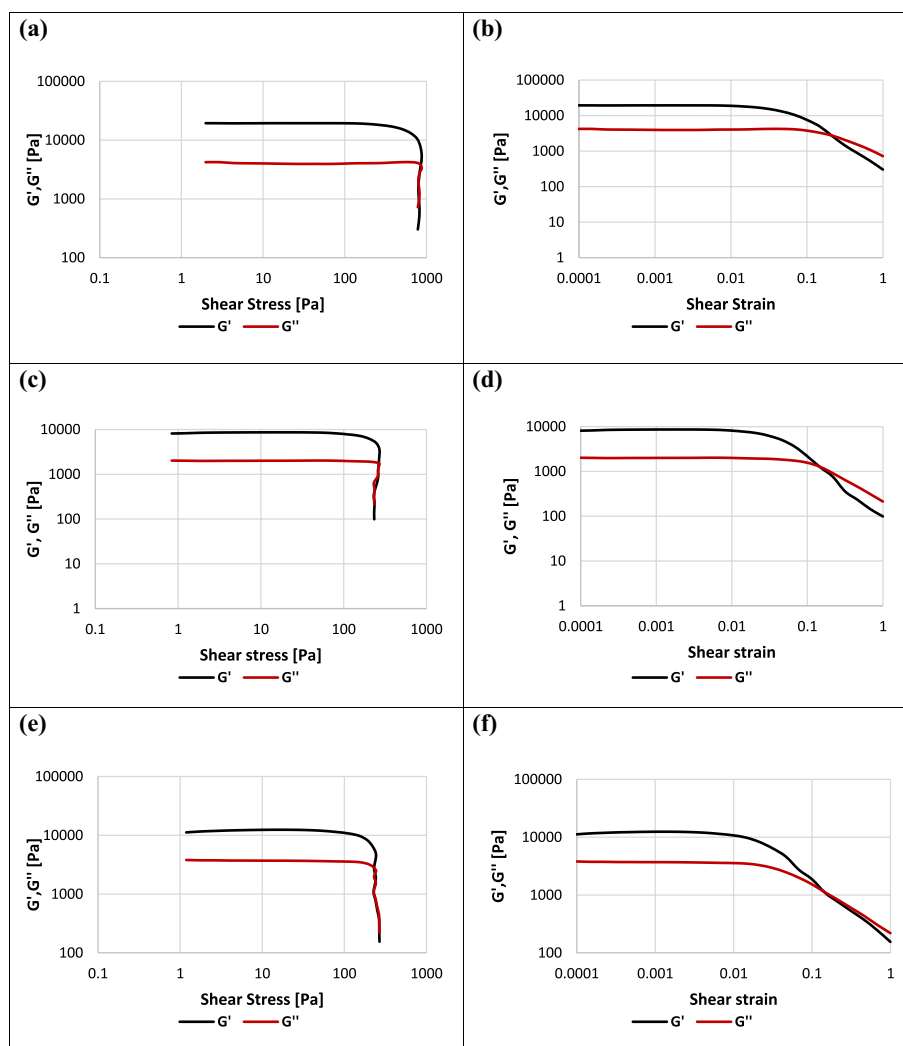 (a)
100000
10000
1000
100
G',G'' [Pa]
0.1 1 10 100 1000
Shear Stress [Pa]
G' G''
(b)
100000
10000
1000
100
10
1
G',G'' [Pa]
0.0001 0.001 0.01 0.1 1
Shear Strain
G' G''
(c)
10000
1000
100
10
1
G', G'' [Pa]
0.1 1 10 100 1000
Shear stress [Pa]
G' G''
(d)
10000
1000
100
10
1
G', G'' [Pa]
0.0001 0.001 0.01 0.1 1
Shear strain
G' G''
(e)
100000
10000
1000
100
G',G'' [Pa]
0.1 1 10 100 1000
Shear Stress [Pa]
G' G''
(f)
100000
10000
1000
100
G',G'' [Pa]
0.0001 0.001 0.01 0.1 1
Shear strain
G' G''